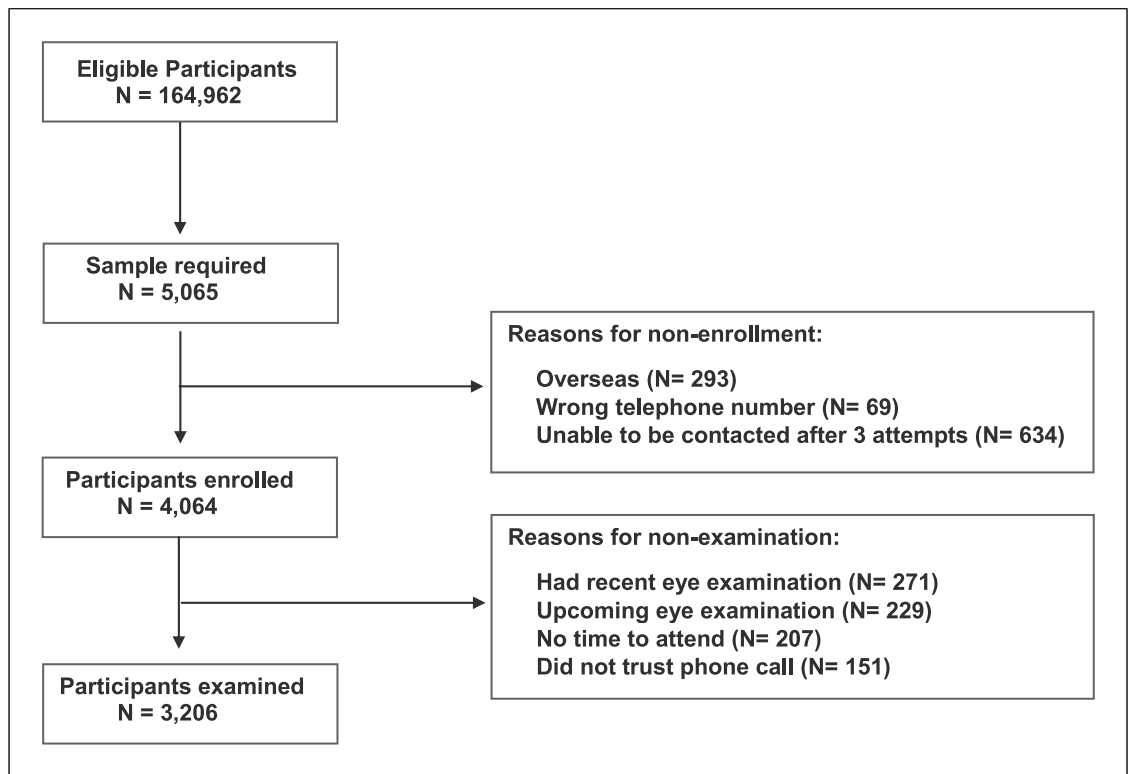 Eligible Participants
N = 164,962
Sample required
N = 5,065
Reasons for non-enrollment:
Overseas (N= 293)
Wrong telephone number (N= 69)
Unable to be contacted after 3 attempts (N= 634)
Participants enrolled
N = 4,064
Reasons for non-examination:
Had recent eye examination (N= 271)
Upcoming eye examination (N= 229)
No time to attend (N= 207)
Did not trust phone call (N= 151)
Participants examined
N = 3,206